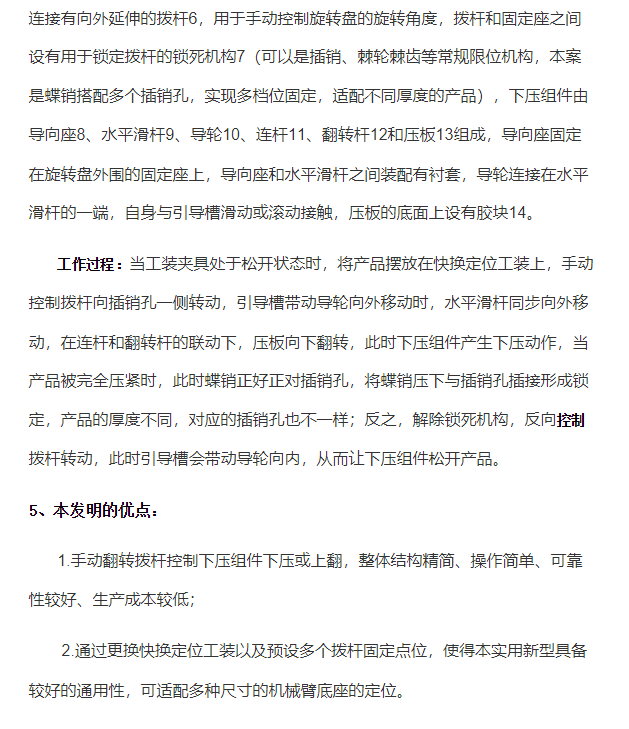 连接有向外延伸的拨杆6，用于手动控制旋转盘的旋转角度，拨杆和固定座之间
设有用于锁定拨杆的锁死机构7（可以是插销、棘轮棘齿等常规限位机构，本案
是蝶销搭配多个插销孔，实现多档位固定，适配不同厚度的产品），下压组件由
导向座8、水平滑杆9、导轮10、连杆11、翻转杆12和压板13组成，导向座固定
在旋转盘外围的固定座上，导向座和水平滑杆之间装配有衬套，导轮连接在水平
滑杆的一端，自身与引导槽滑动或滚动接触，压板的底面上设有胶块14。
工作过程：当工装夹具处于松开状态时，将产品摆放在快换定位工装上，手动
控制拨杆向插销孔一侧转动，引导槽带动导轮向外移动时，水平滑杆同步向外移
动，在连杆和翻转杆的联动下，压板向下翻转，此时下压组件产生下压动作，当
产品被完全压紧时，此时蝶销正好正对插销孔，将蝶销压下与插销孔插接形成锁
定，产品的厚度不同，对应的插销孔也不一样；反之，解除锁死机构，反向控制
拨杆转动，此时引导槽会带动导轮向内，从而让下压组件松开产品。
5、本发明的优点：
1.手动翻转拨杆控制下压组件下压或上翻，整体结构精简、操作简单、可靠
性较好、生产成本较低；
2.通过更换快换定位工装以及预设多个拨杆固定点位，使得本实用新型具备
较好的通用性，可适配多种尺寸的机械臂底座的定位。